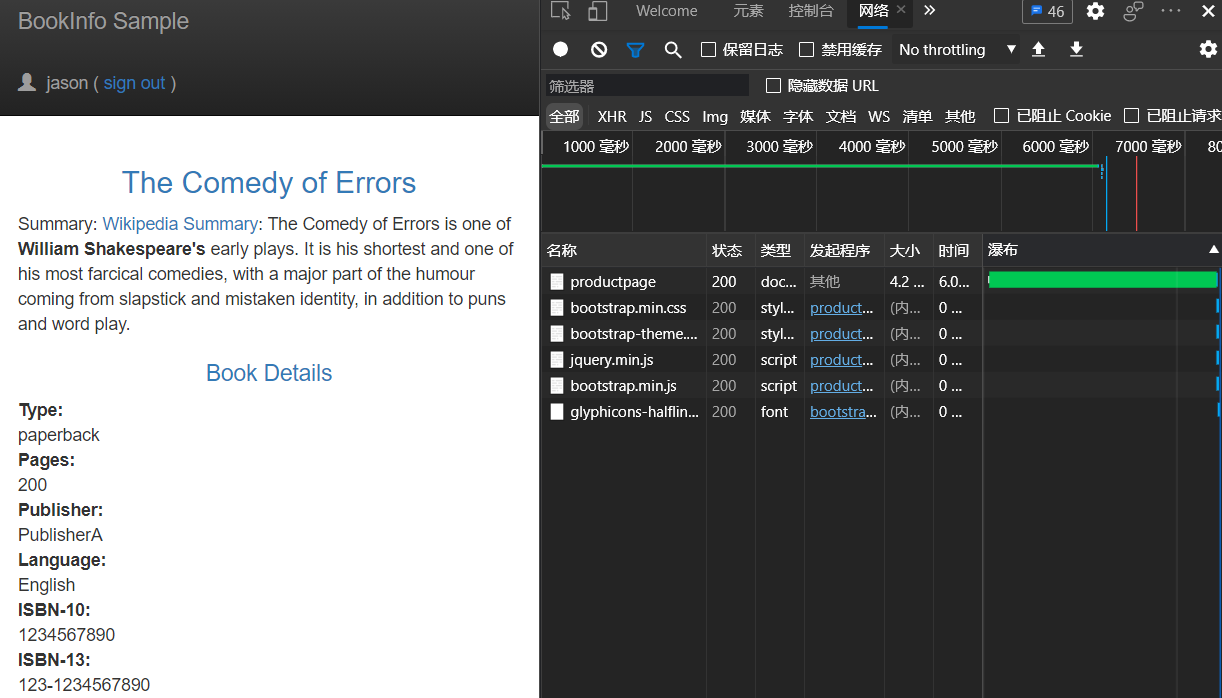 BookInfo Sample
jason ( sign out )
The Comedy of Errors
Summary: Wikipedia Summary: The Comedy of Errors is one of
William Shakespeare's early plays. It is his shortest and one of
his most farcical comedies, with a major part of the humour
coming from slapstick and mistaken identity, in addition to puns
and word play.
Book Details
Type:
paperback
Pages:
200
Publisher:
PublisherA
Language:
English
ISBN-10:
1234567890
ISBN-13:
123-1234567890
Welcome 元素 控制台 网络 46
保留日志 禁用缓存 No throttling
筛选器 隐藏数据 URL
全部 XHR JS CSS Img 媒体 字体 文档 WS 清单 其他 已阻止 Cookie 已阻止请求
1000 毫秒 2000 毫秒 3000 毫秒 4000 毫秒 5000 毫秒 6000 毫秒 7000 毫秒 80
名称 状态 类型 发起程序 大小 时间 瀑布
productpage 200 doc... 其他 4.2 ... 6.0...
bootstrap.min.css 200 styl... product... (内... 0 ...
bootstrap-theme.... 200 styl... product... (内... 0 ...
jquery.min.js 200 script product... (内... 0 ...
bootstrap.min.js 200 script product... (内... 0 ...
glyphicons-halflin... 200 font bootstra... (内... 0 ...